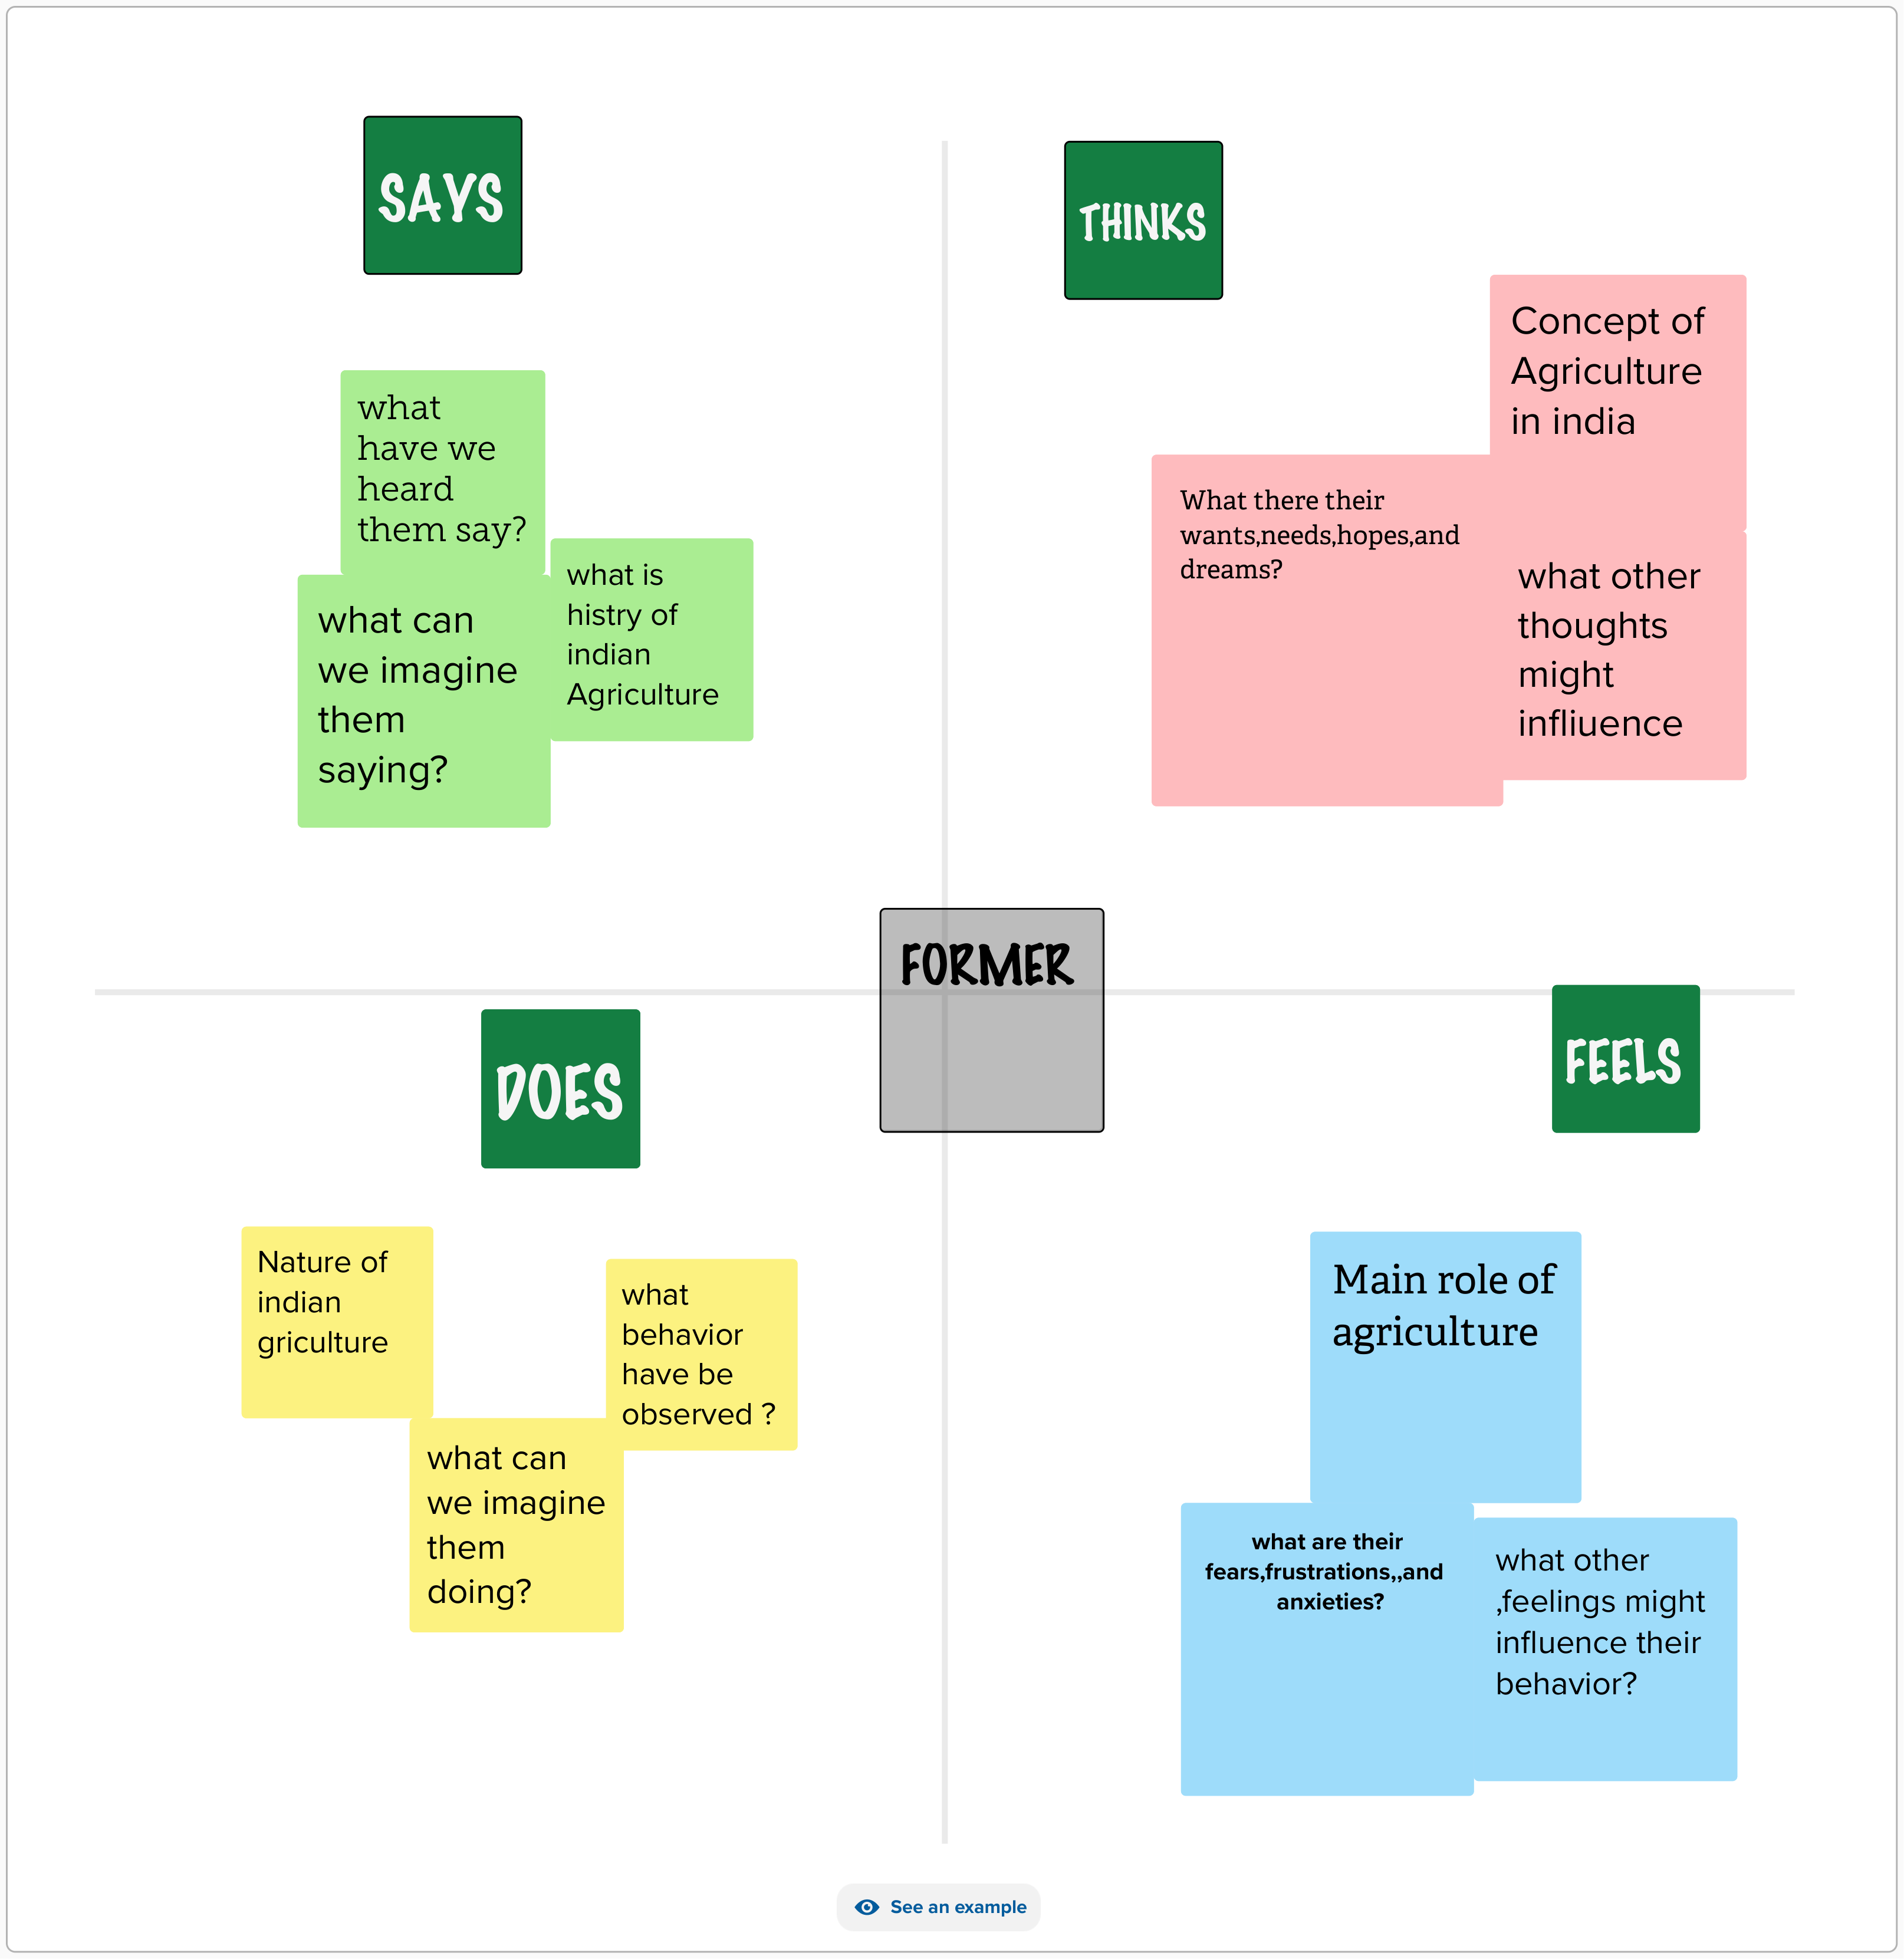 SAYS
what
have we
heard
them say?
what can
we imagine
them
saying?
what is
histry of
indian
Agriculture
THINKS
Concept of
Agriculture
in india
What there their
wants,needs,hopes,and
dreams?
what other
thoughts
might
infliuence
FORMER
DOES
Nature of
indian
griculture
what
behavior
have be
observed ?
what can
we imagine
them
doing?
FEELS
Main role of
agriculture
what are their
fears,frustrations,,and
anxieties?
what other
,feelings might
influence their
behavior?
See an example